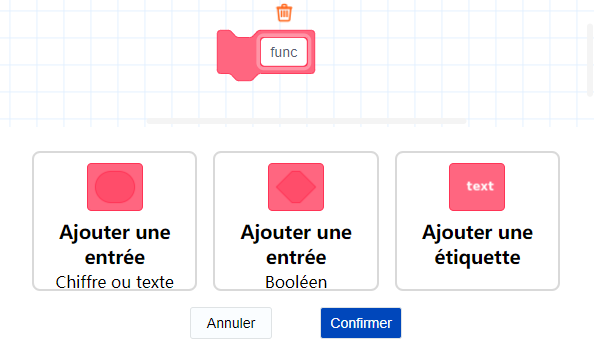 func
text
Ajouter une
entrée
Chiffre ou texte
Ajouter une
entrée
Booléen
Ajouter une
étiquette
Annuler
Confirmer